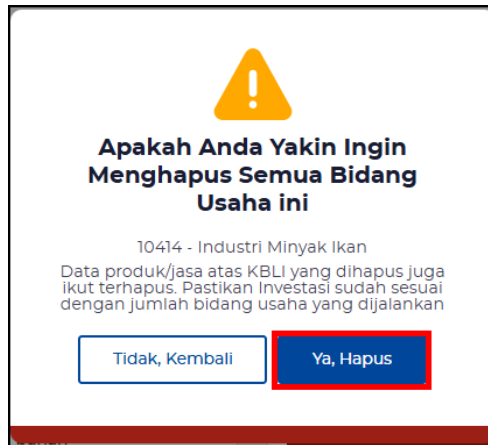 Apakah Anda Yakin Ingin
Menghapus Semua Bidang
Usaha ini
10414 - Industri Minyak Ikan
Data produk/jasa atas KBLI yang dihapus juga
ikut terhapus. Pastikan Investasi sudah sesuai
dengan jumlah bidang usaha yang dijalankan
Tidak, Kembali
Ya, Hapus